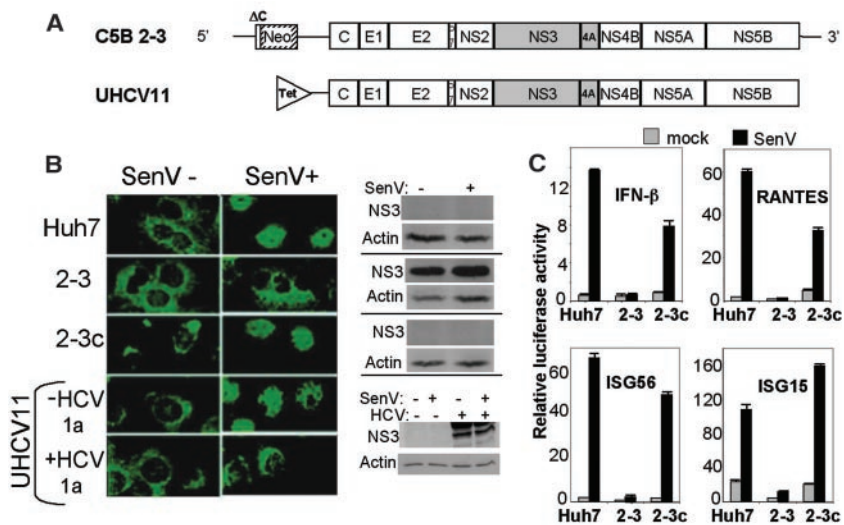 A
C5B 2-3 5' ΔC Neo C E1 E2 p7 NS2 NS3 4A NS4B NS5A NS5B 3'
UHCV11 Tet C E1 E2 p7 NS2 NS3 4A NS4B NS5A NS5B
B
SenV - SenV+
Huh7
2-3
2-3c
UHCV11
-HCV
1a
+HCV
1a
SenV: - +
NS3
Actin
NS3
Actin
NS3
Actin
SenV: - + - +
HCV: - - + +
NS3
Actin
C
mock SenV
Relative luciferase activity
IFN-β
12
8
4
0
Huh7 2-3 2-3c
RANTES
60
40
20
0
Huh7 2-3 2-3c
ISG56
60
40
20
0
Huh7 2-3 2-3c
ISG15
160
120
80
40
0
Huh7 2-3 2-3c